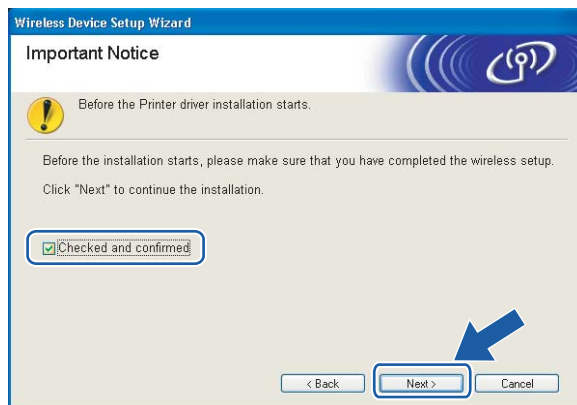 Wireless Device Setup Wizard
Important Notice
Before the Printer driver installation starts.
Before the installation starts, please make sure that you have completed the wireless setup.
Click "Next" to continue the installation.
Checked and confirmed
< Back
Next >
Cancel